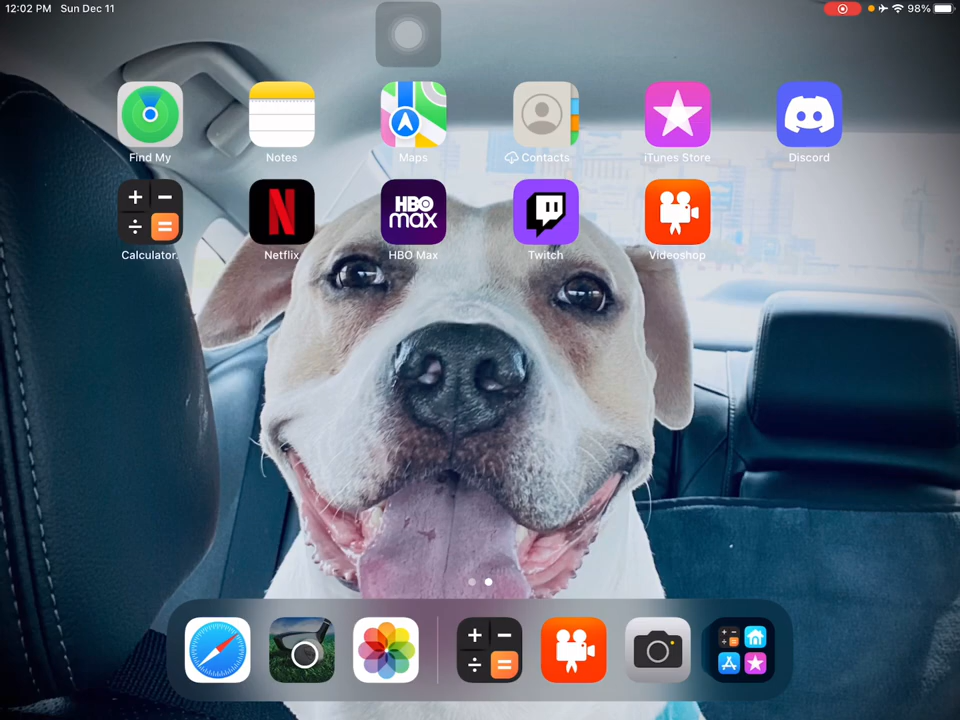 12:02 PM Sun Dec 11
98%
Find My
Notes
Maps
Contacts
iTunes Store
Discord
HBO
max
Calculator.
Netflix
HBO Max
Twitch
Videoshop